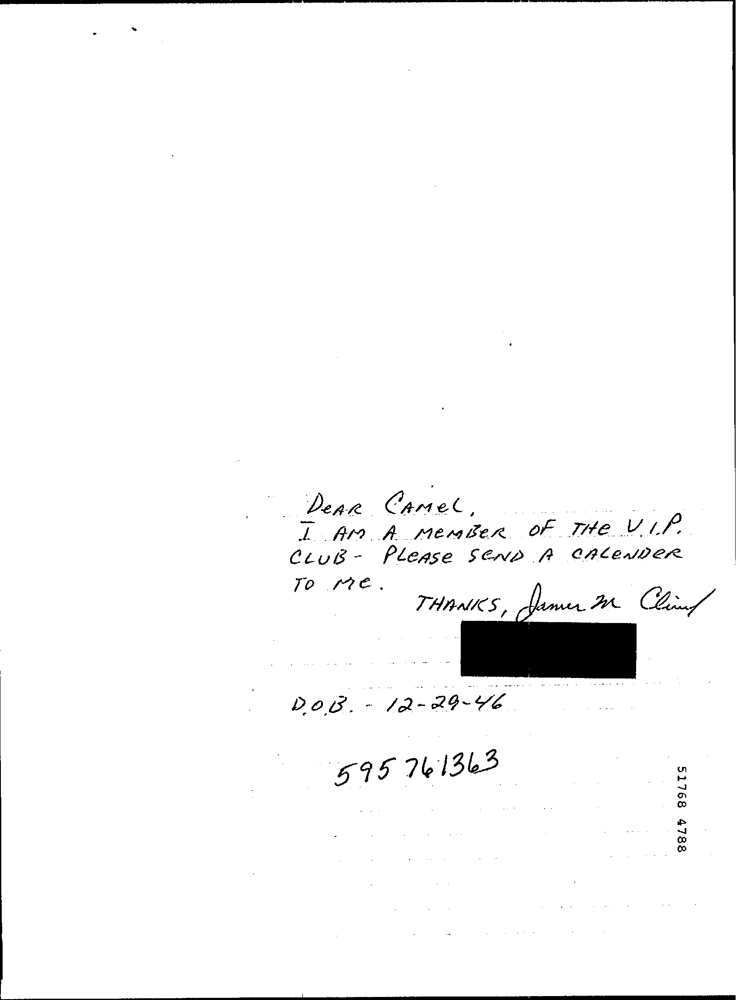 DEAR CAMEL,
I AM A MEMBER OF THE V.I.P.
CLUB - PLEASE SEND A CALENDER
TO ME.
THANKS, James M
D.O.B. - 12-29-46
595761363
51768 4788